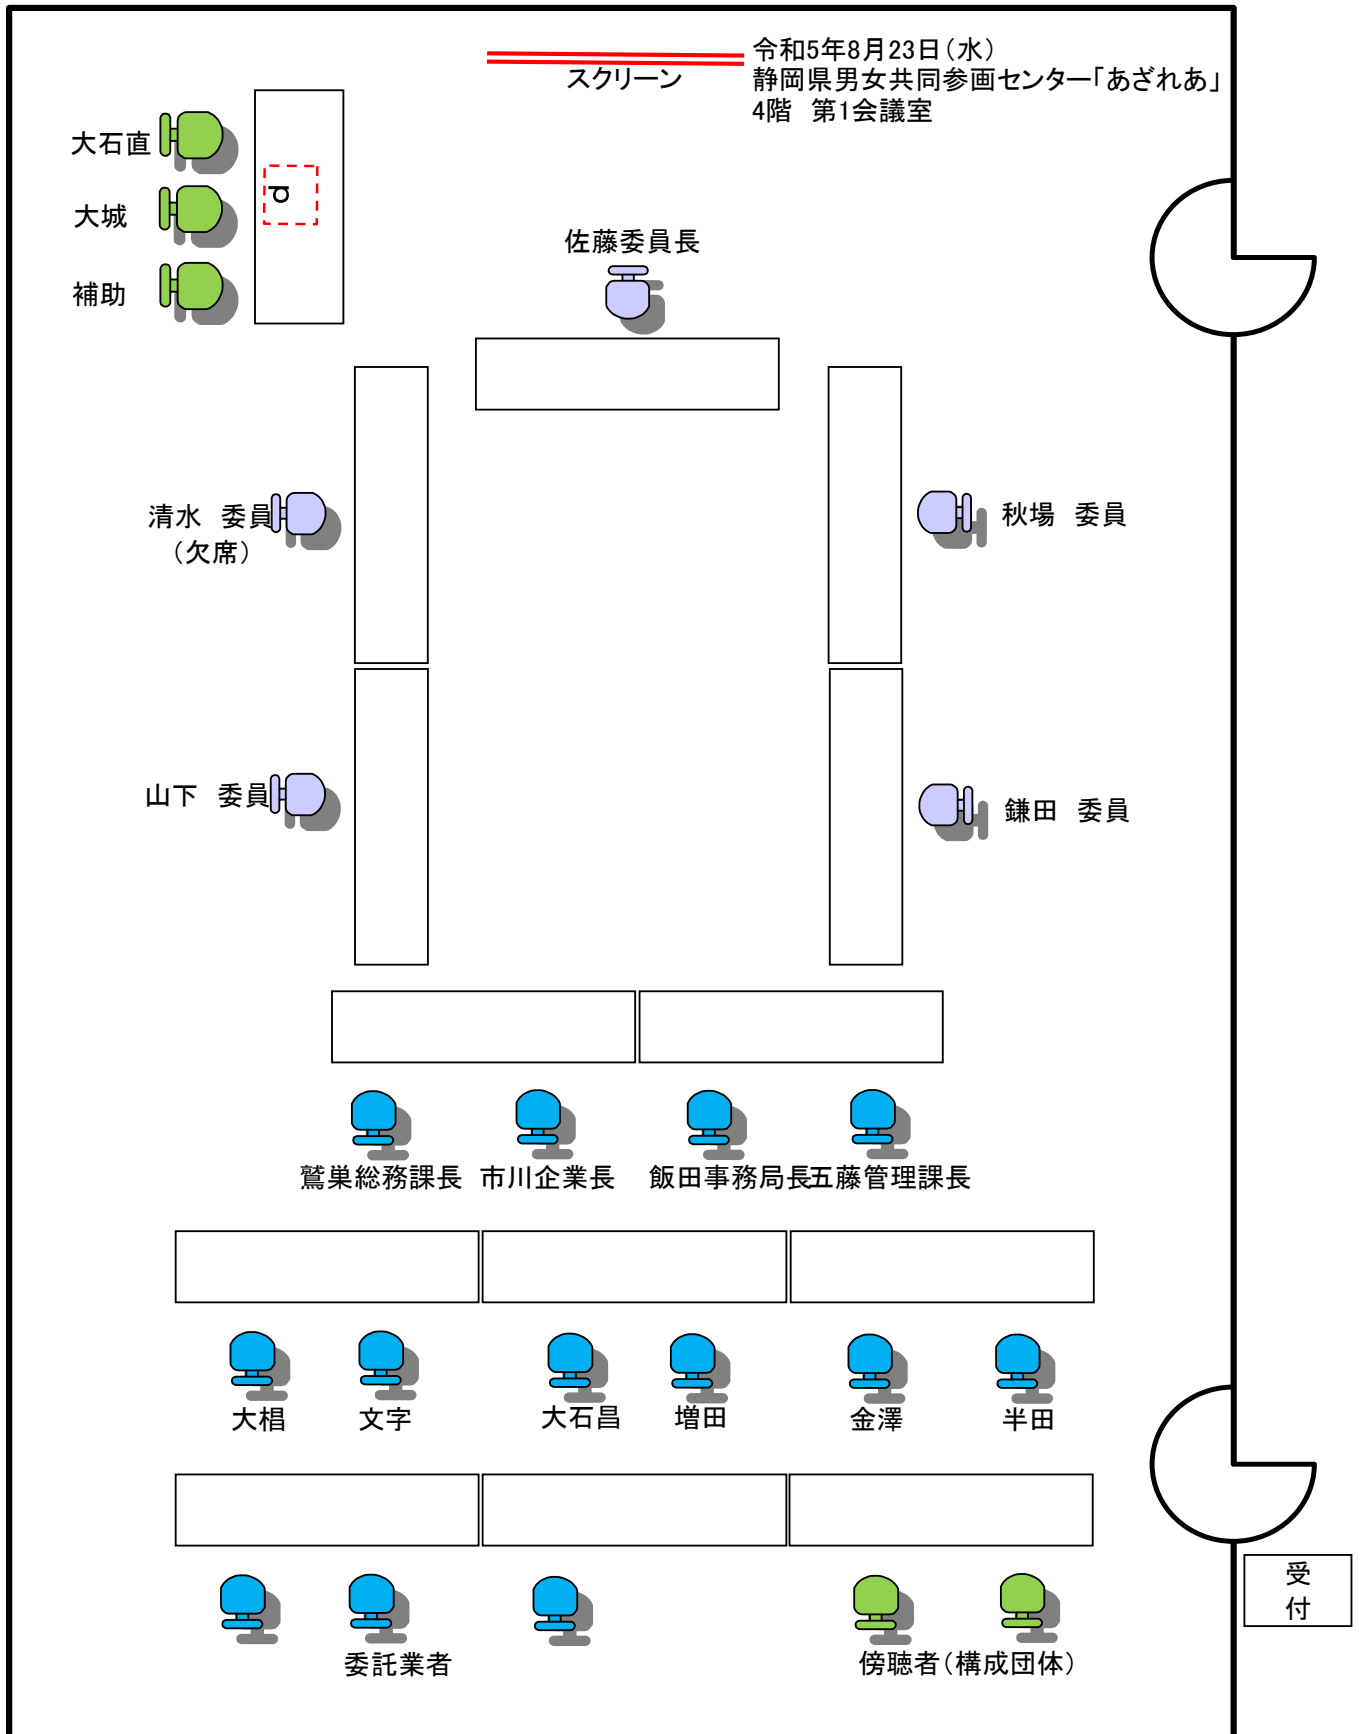 令和5年8月23日（水）
スクリーン
静岡県男女共同参画センター「あざれあ」
4階　第1会議室
大石直
d
大城
補助
佐藤委員長
清水　委員
（欠席）
秋場　委員
山下　委員
鎌田　委員
鷲巣総務課長
市川企業長
飯田事務局長
五藤管理課長
大椙
文字
大石昌
増田
金澤
半田
受
付
委託業者
傍聴者（構成団体）